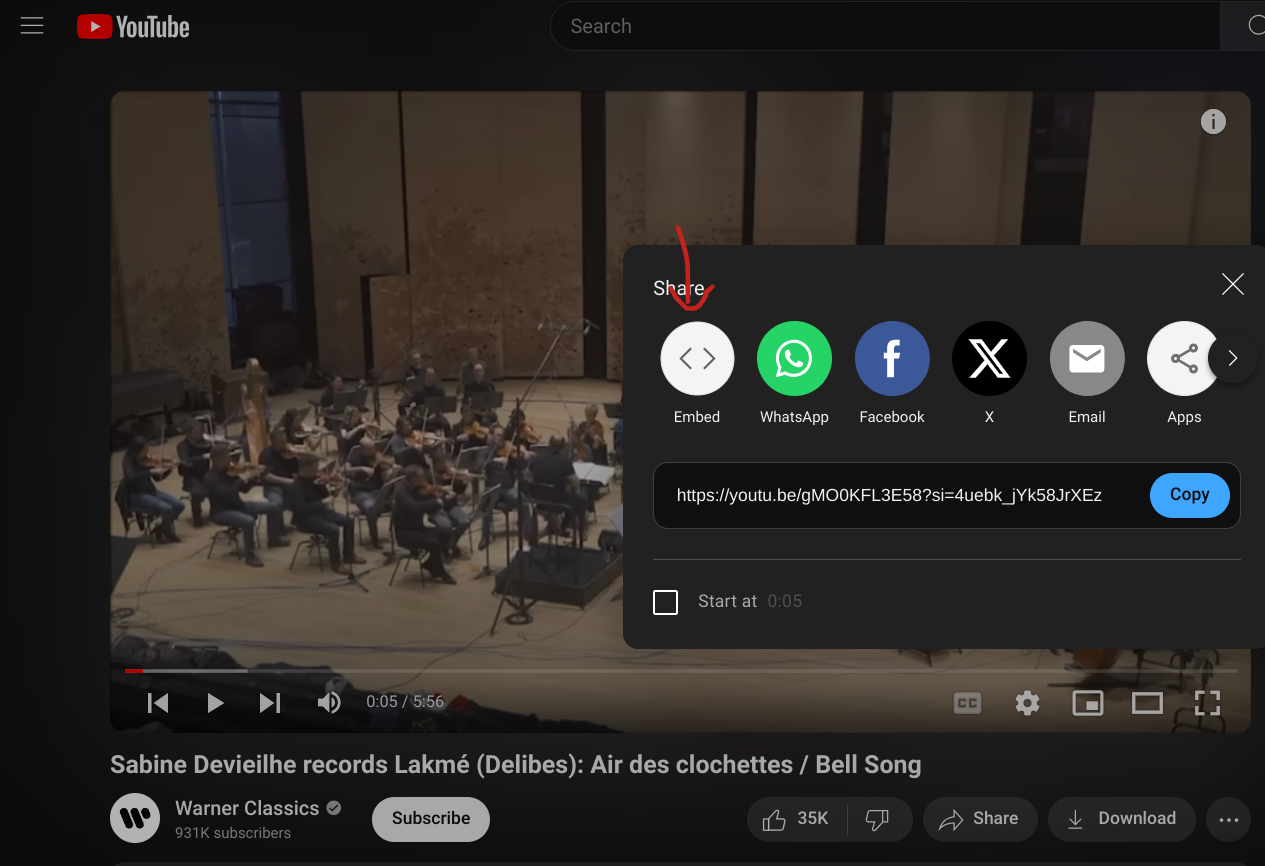 YouTube
Search
Share
Embed
WhatsApp
Facebook
X
Email
Apps
https://youtu.be/gMO0KFL3E58?si=4uebk_jYk58JrXEz
Copy
Start at 0:05
0:05 / 5:56
CC
Sabine Devieilhe records Lakmé (Delibes): Air des clochettes / Bell Song
Warner Classics
931K subscribers
Subscribe
35K
Share
Download